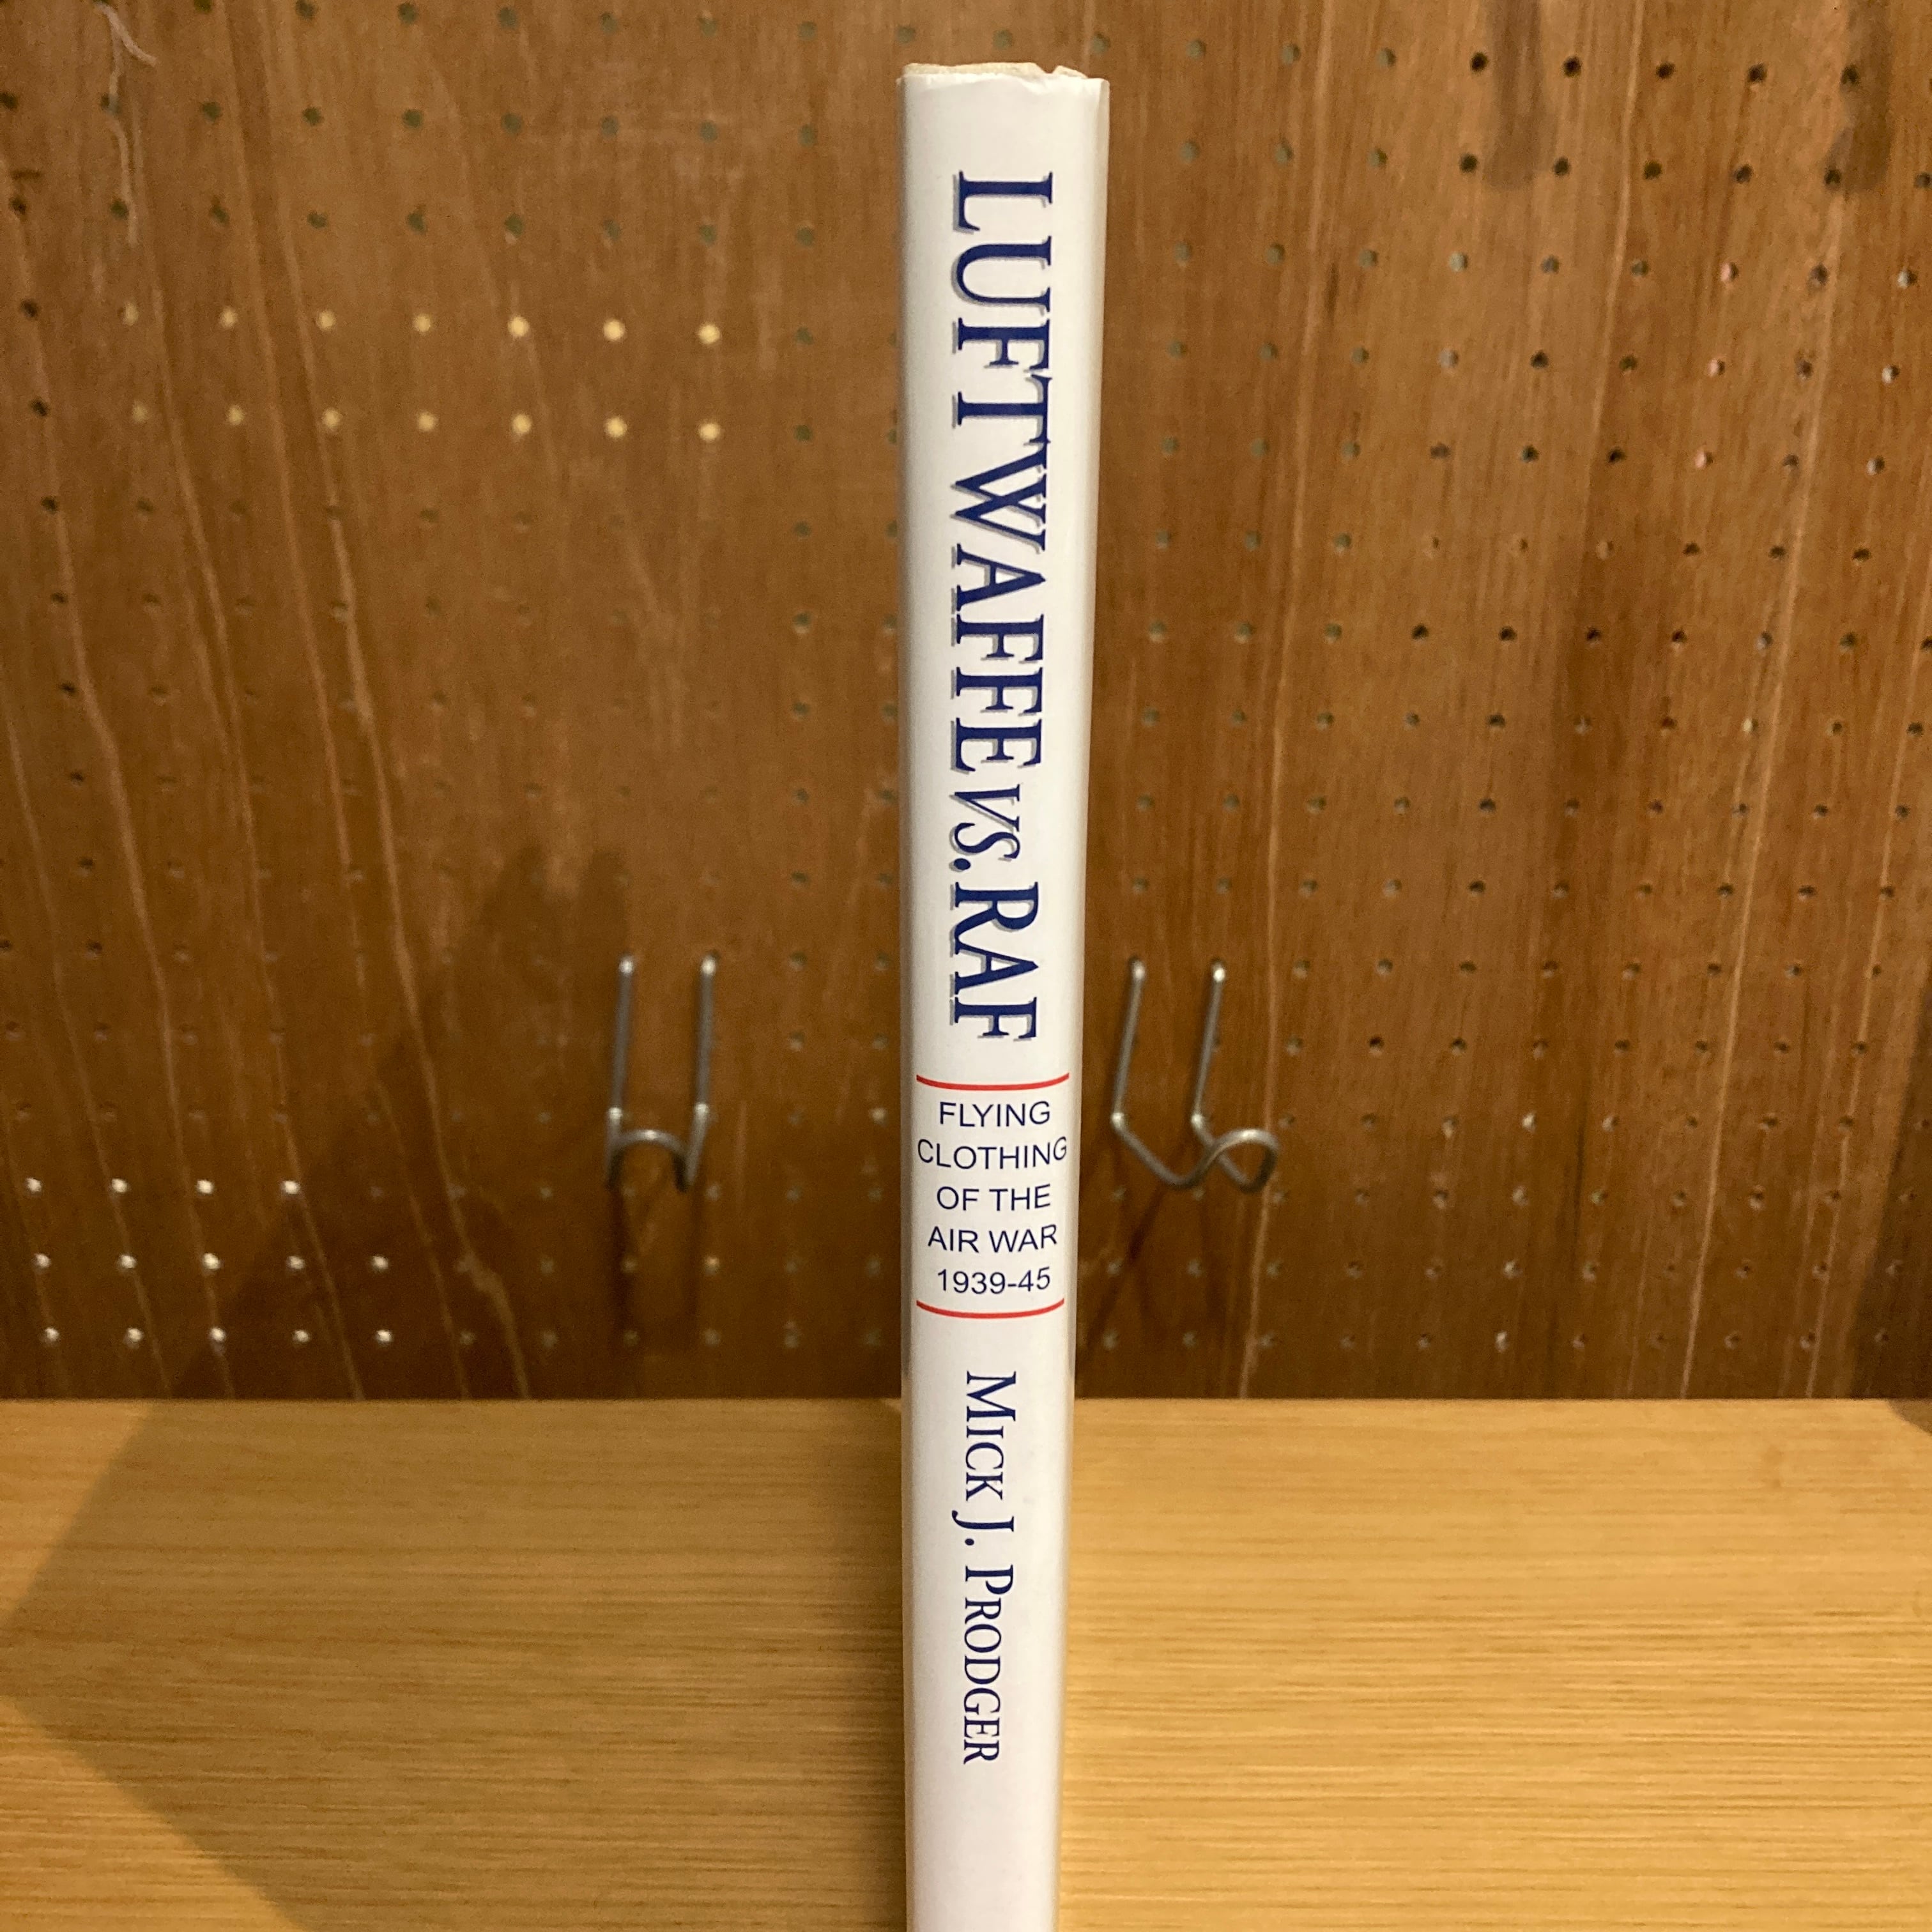 LUFTWAFFE VS. RAF
FLYING
CLOTHING
OF THE
AIR WAR
1939-45
MICK J. PRODGER